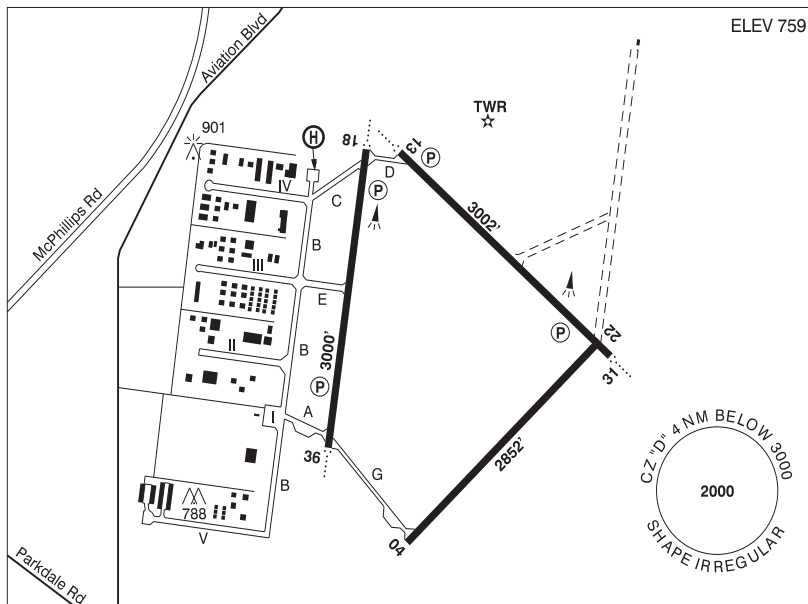 ELEV 759
Aviation Blvd
McPhillips Rd
901
H
TWR
18
13
P
D
P
IV
C
3002'
B
III
E
3000'
B
II
P
22
P
31
A
I
36
G
2852'
B
788
V
04
Parkdale Rd
CZ "D" 4 NM BELOW 3000
2000
SHAPE IRREGULAR